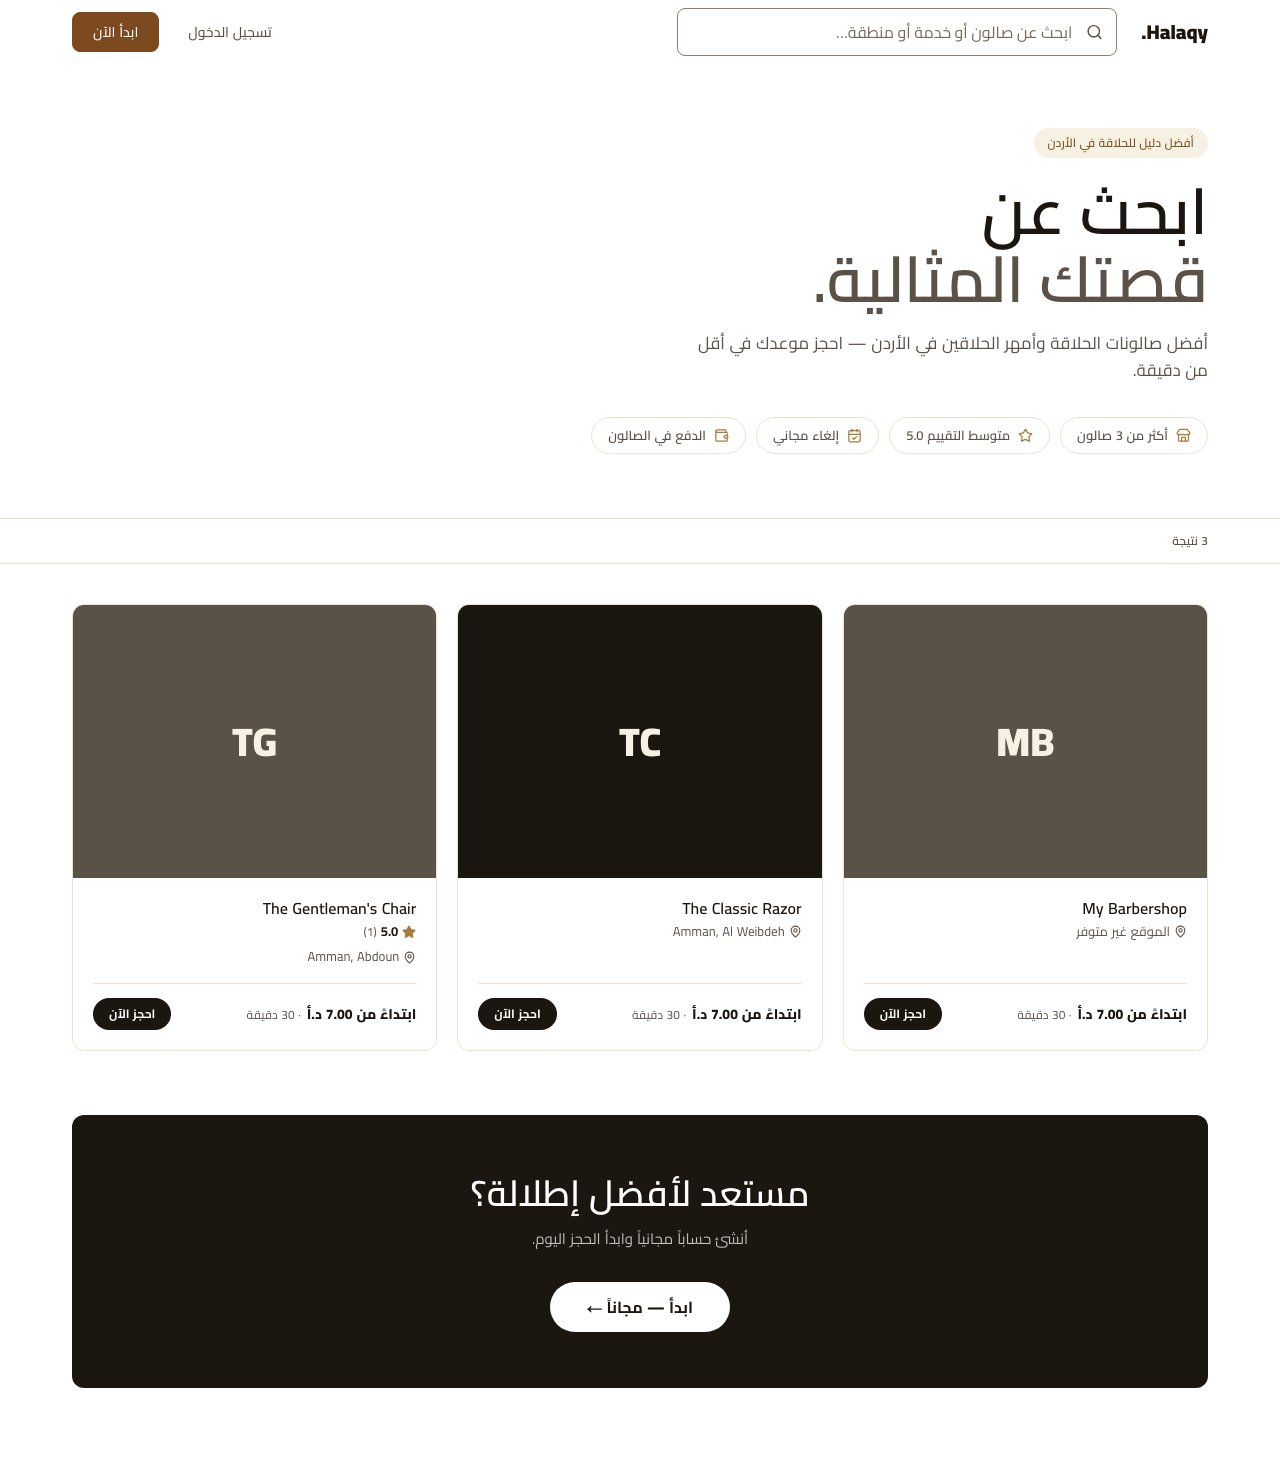 Halaqy.
ابحث عن صالون أو خدمة أو منطقة...
تسجيل الدخول
ابدأ الآن
أفضل دليل للحلاقة في الأردن
ابحث عن
قصتك المثالية.
أفضل صالونات الحلاقة وأمهر الحلاقين في الأردن — احجز موعدك في أقل
من دقيقة.
أكثر من 3 صالون
متوسط التقييم 5.0
إلغاء مجاني
الدفع في الصالون
3 نتيجة
MB
My Barbershop
الموقع غير متوفر
ابتداءً من 7.00 د.أ · 30 دقيقة
احجز الآن
TC
The Classic Razor
Amman, Al Weibdeh
ابتداءً من 7.00 د.أ · 30 دقيقة
احجز الآن
TG
The Gentleman's Chair
5.0 (1)
Amman, Abdoun
ابتداءً من 7.00 د.أ · 30 دقيقة
احجز الآن
مستعد لأفضل إطلالة؟
أنشئ حساباً مجانياً وابدأ الحجز اليوم.
ابدأ — مجاناً ←